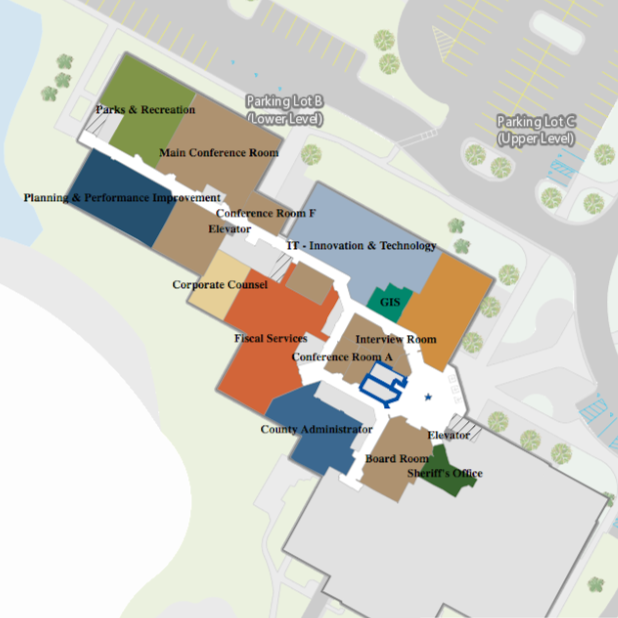 Parking Lot B
(Lower Level)
Parking Lot C
(Upper Level)
Parks & Recreation
Main Conference Room
Planning & Performance Improvement
Conference Room F
Elevator
IT - Innovation & Technology
Corporate Counsel
GIS
Fiscal Services
Interview Room
Conference Room A
County Administrator
Elevator
Board Room
Sheriff's Office